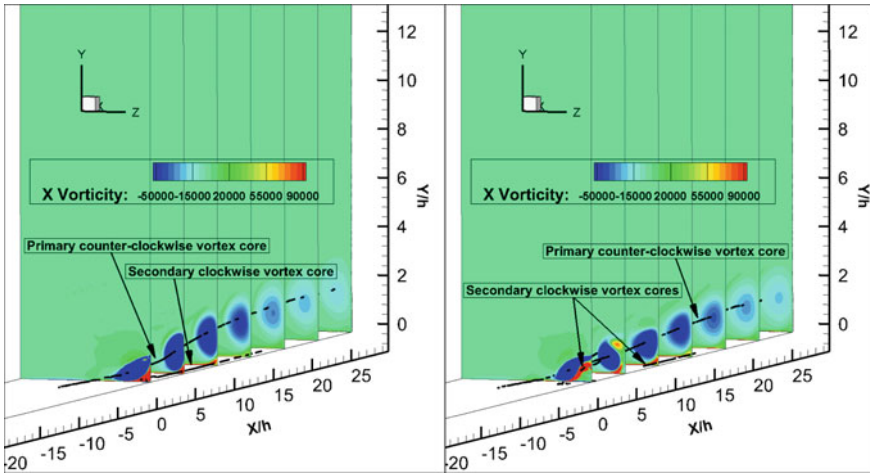 Y
Z
X Vorticity:
-50000 -15000 20000 55000 90000
Primary counter-clockwise vortex core
Secondary clockwise vortex core
12
10
8
6
4
2
0
Y/h
-20 -15 -10 -5 0 5 10 15 20 25
X/h
Y
Z
X Vorticity:
-50000 -15000 20000 55000 90000
Primary counter-clockwise vortex core
Secondary clockwise vortex cores
12
10
8
6
4
2
0
Y/h
-20 -15 -10 -5 0 5 10 15 20 25
X/h